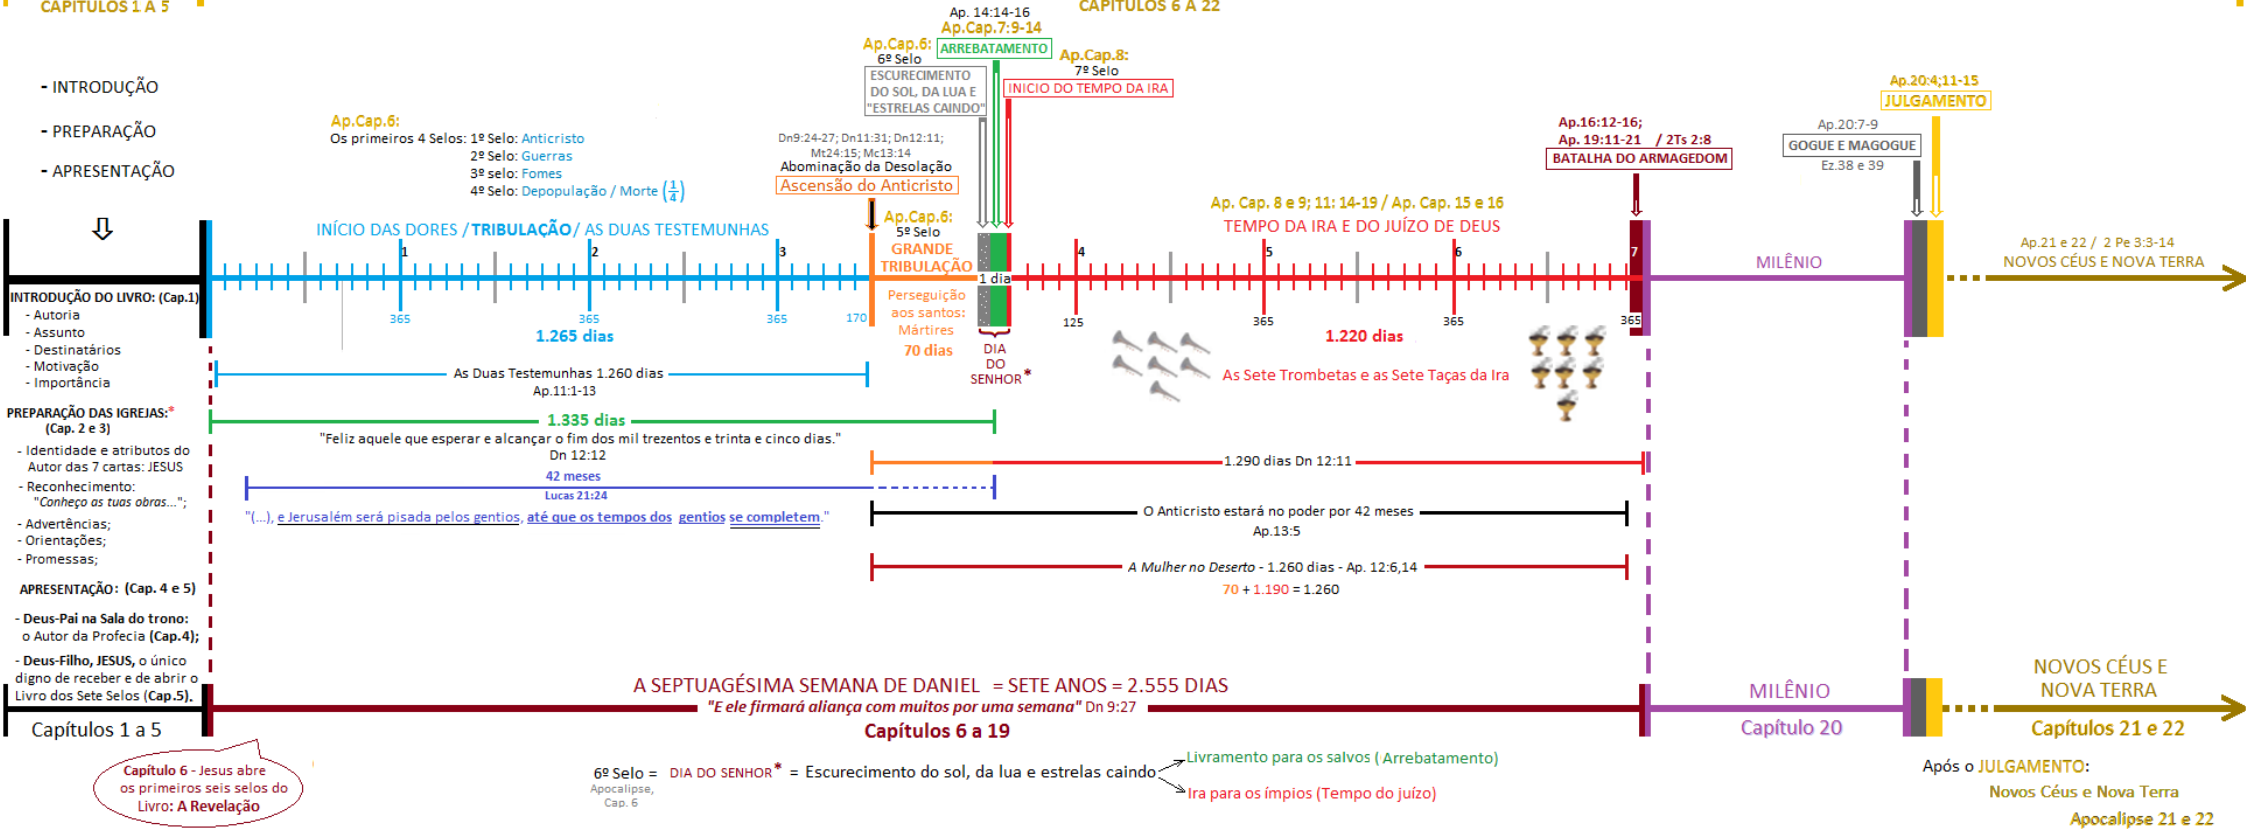 CAPÍTULOS 1 A 5
CAPÍTULOS 6 A 22
- INTRODUÇÃO
- PREPARAÇÃO
- APRESENTAÇÃO
Ap.Cap.6:
Os primeiros 4 Selos: 1º Selo: Anticristo
2º Selo: Guerras
3º selo: Fomes
4º Selo: Depopulação / Morte (1/4)
Dn9:24-27; Dn11:31; Dn12:11;
Mt24:15; Mc13:14
Abominação da Desolação
Ascensão do Anticristo
Ap.Cap.6:
6º Selo
ESCURECIMENTO
DO SOL, DA LUA E
"ESTRELAS CAINDO"
Ap. 14:14-16
Ap.Cap.7:9-14
ARREBATAMENTO
Ap.Cap.8:
7º Selo
INICIO DO TEMPO DA IRA
Ap.16:12-16;
Ap. 19:11-21 / 2Ts 2:8
BATALHA DO ARMAGEDOM
Ap.20:7-9
GOGUE E MAGOGUE
Ez.38 e 39
Ap.20:4;11-15
JULGAMENTO
INÍCIO DAS DORES / TRIBULAÇÃO / AS DUAS TESTEMUNHAS
Ap.Cap.6:
5º Selo
GRANDE
TRIBULAÇÃO
Ap. Cap. 8 e 9; 11: 14-19 / Ap. Cap. 15 e 16
TEMPO DA IRA E DO JUÍZO DE DEUS
1 2 3 4 5 6 7
1 dia
MILÊNIO
Ap.21 e 22 / 2 Pe 3:3-14
NOVOS CÉUS E NOVA TERRA
365 365 365 170
1.265 dias
Perseguição
aos santos:
Mártires
70 dias
DIA
DO
SENHOR*
125 365 365 365
1.220 dias
As Sete Trombetas e as Sete Taças da Ira
INTRODUÇÃO DO LIVRO: (Cap.1)
- Autoria
- Assunto
- Destinatários
- Motivação
- Importância
PREPARAÇÃO DAS IGREJAS:*
(Cap. 2 e 3)
- Identidade e atributos do
Autor das 7 cartas: JESUS
- Reconhecimento:
"Conheço as tuas obras...";
- Advertências;
- Orientações;
- Promessas;
APRESENTAÇÃO: (Cap. 4 e 5)
- Deus-Pai na Sala do trono:
o Autor da Profecia (Cap.4);
- Deus-Filho, JESUS, o único
digno de receber e de abrir o
Livro dos Sete Selos (Cap.5).
Capítulos 1 a 5
As Duas Testemunhas 1.260 dias
Ap.11:1-13
1.335 dias
"Feliz aquele que esperar e alcançar o fim dos mil trezentos e trinta e cinco dias."
Dn 12:12
42 meses
Lucas 21:24
"(...), e Jerusalém será pisada pelos gentios, até que os tempos dos gentios se completem."
1.290 dias Dn 12:11
O Anticristo estará no poder por 42 meses
Ap.13:5
A Mulher no Deserto - 1.260 dias - Ap. 12:6,14
70 + 1.190 = 1.260
A SEPTUAGÉSIMA SEMANA DE DANIEL = SETE ANOS = 2.555 DIAS
"E ele firmará aliança com muitos por uma semana" Dn 9:27
Capítulos 6 a 19
MILÊNIO
Capítulo 20
NOVOS CÉUS E
NOVA TERRA
Capítulos 21 e 22
Capítulo 6 - Jesus abre
os primeiros seis selos do
Livro: A Revelação
6º Selo = DIA DO SENHOR* = Escurecimento do sol, da lua e estrelas caindo
Apocalipse,
Cap. 6
Livramento para os salvos ( Arrebatamento)
Ira para os ímpios (Tempo do juízo)
Após o JULGAMENTO:
Novos Céus e Nova Terra
Apocalipse 21 e 22